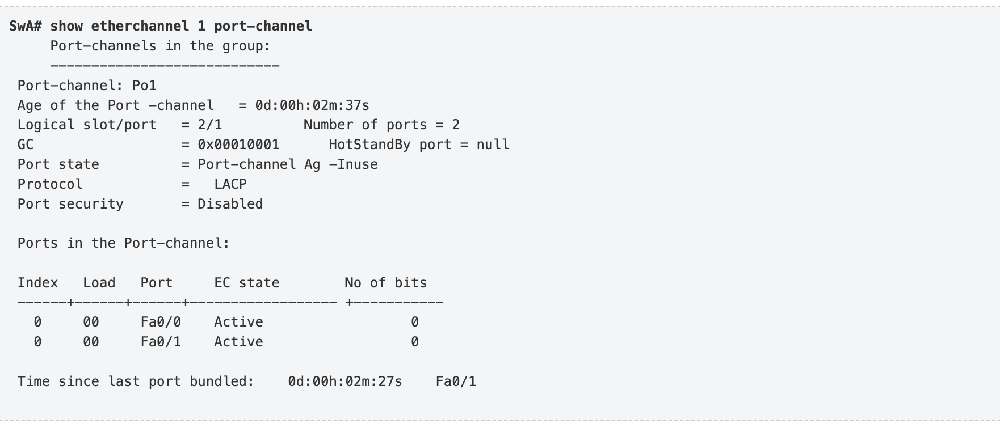 SwA# show etherchannel 1 port-channel
Port-channels in the group:
----------------------------
Port-channel: Po1
Age of the Port -channel   = 0d:00h:02m:37s
Logical slot/port   = 2/1          Number of ports = 2
GC                  = 0x00010001      HotStandBy port = null
Port state          = Port-channel Ag -Inuse
Protocol            =   LACP
Port security       = Disabled
Ports in the Port-channel:
Index   Load   Port     EC state        No of bits
------+------+------+------------------ +-----------
0     00     Fa0/0    Active                  0
0     00     Fa0/1    Active                  0
Time since last port bundled:    0d:00h:02m:27s    Fa0/1